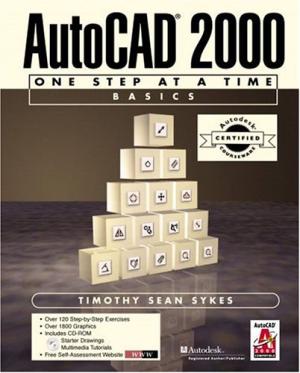 AutoCAD® 2000
ONE STEP AT A TIME
BASICS
Autodesk
CERTIFIED
COURSEWARE
TIMOTHY SEAN SYKES
• Over 120 Step-by-Step Exercises
• Over 1800 Graphics
• Includes CD-ROM
Starter Drawings
Multimedia Tutorials
• Free Self-Assessment Website WWW
Autodesk
Registered Author/Publisher
AutoCAD
2000
COMPATIBLE